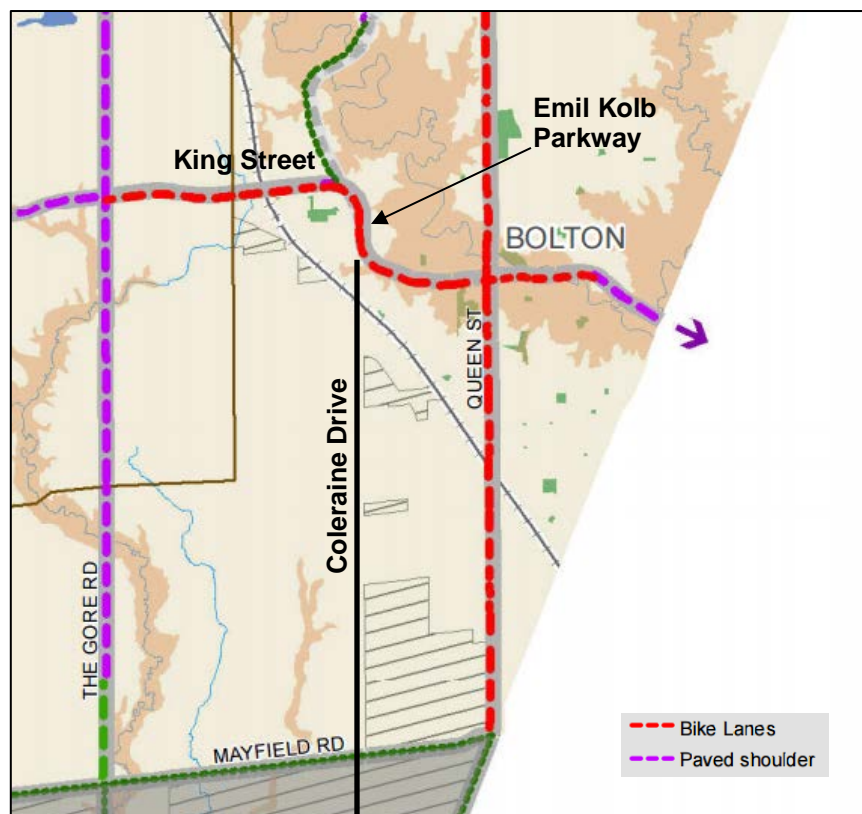 Emil Kolb
Parkway
King Street
BOLTON
QUEEN ST
Coleraine Drive
THE GORE RD
MAYFIELD RD
Bike Lanes
Paved shoulder